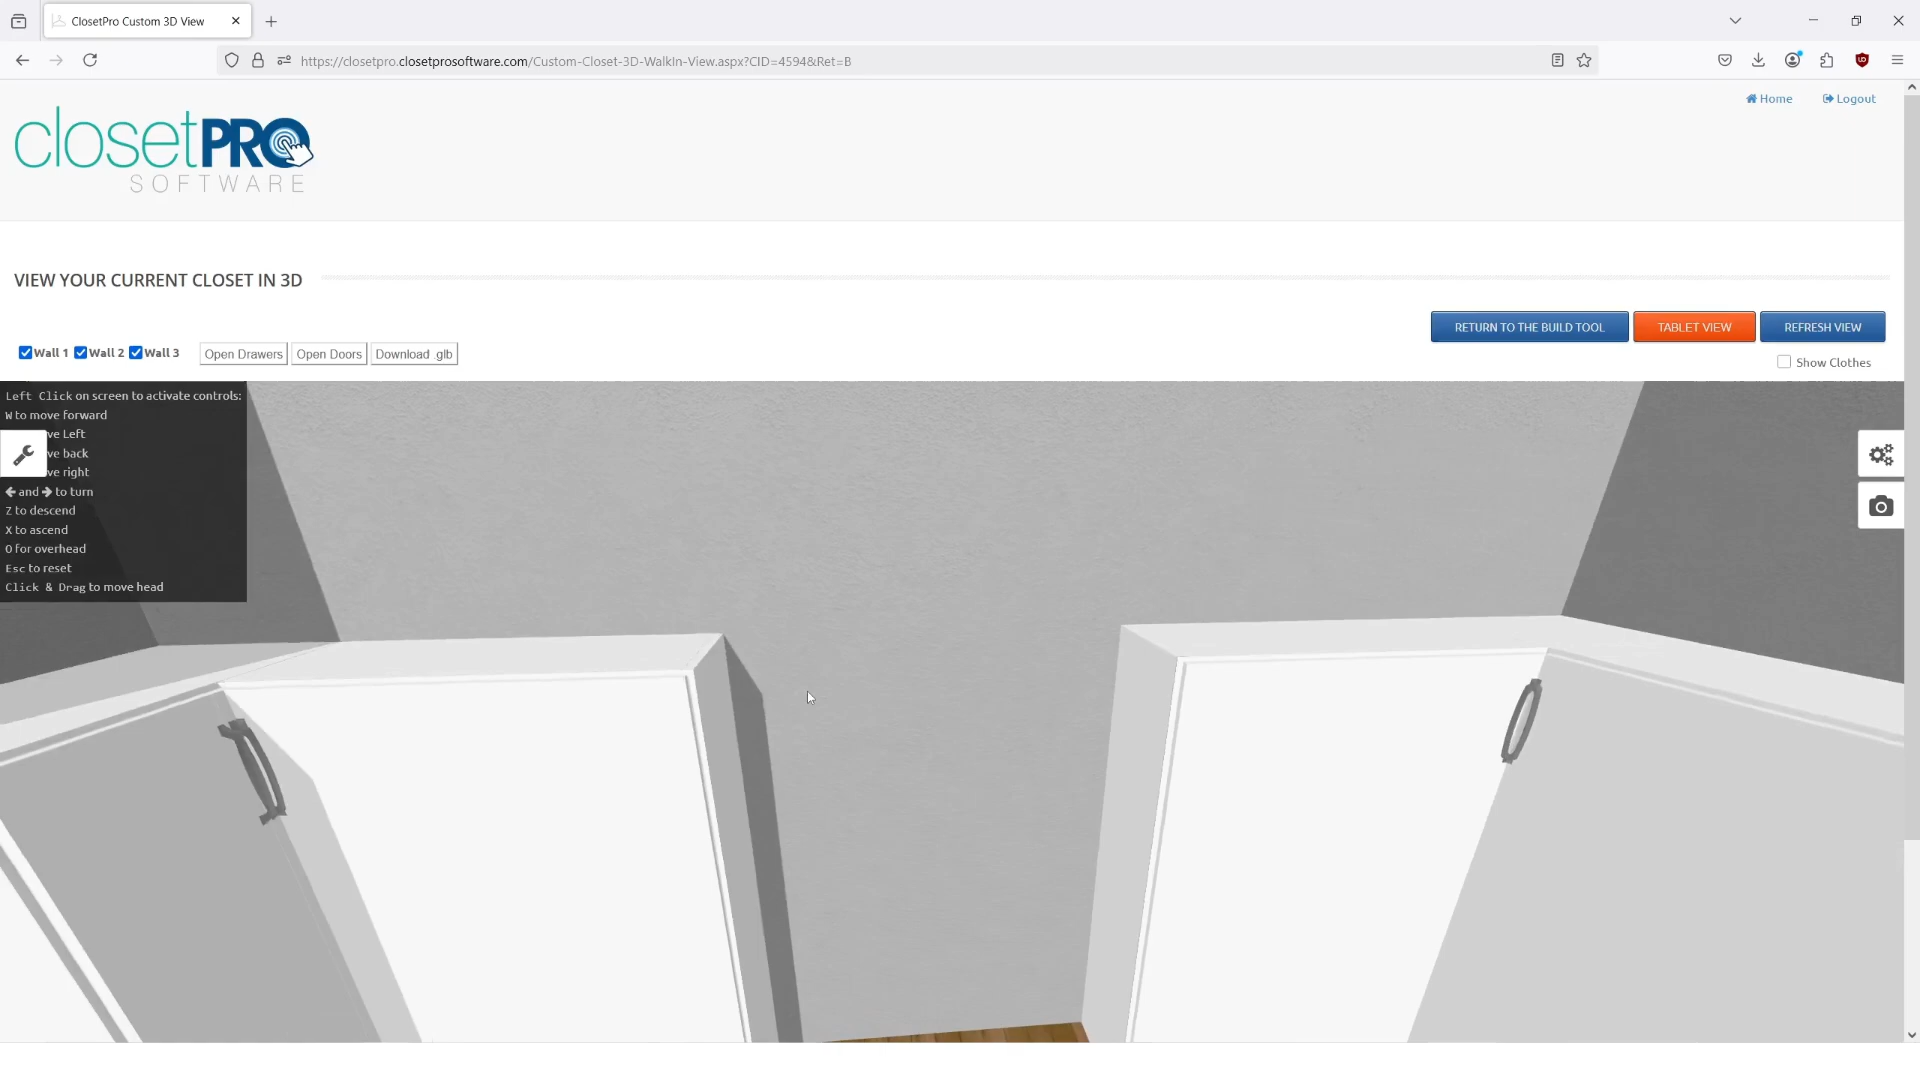 ClosetPro Custom 3D View
https://closetpro.closetprosoftware.com/Custom-Closet-3D-WalkIn-View.aspx?CID=4594&Ret=B
Home
Logout
closetPRO
SOFTWARE
VIEW YOUR CURRENT CLOSET IN 3D
RETURN TO THE BUILD TOOL
TABLET VIEW
REFRESH VIEW
Wall 1 Wall 2 Wall 3
Open Drawers
Open Doors
Download .glb
Show Clothes
Left Click on screen to activate controls:
W to move forward
ve Left
ve back
ve right
and to turn
Z to descend
X to ascend
O for overhead
Esc to reset
Click & Drag to move head